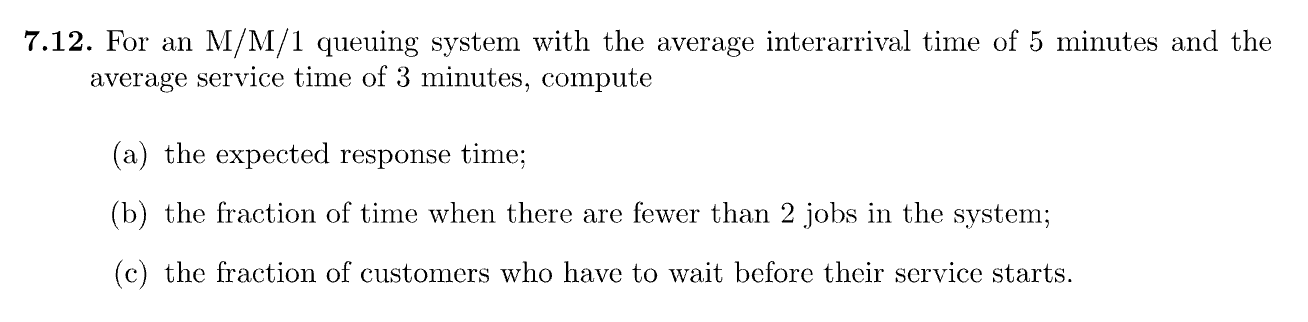 7.12. For an M/M/1 queuing system with the average interarrival time of 5 minutes and the
average service time of 3 minutes, compute
(a) the expected response time;
(b) the fraction of time when there are fewer than 2 jobs in the system;
(c) the fraction of customers who have to wait before their service starts.